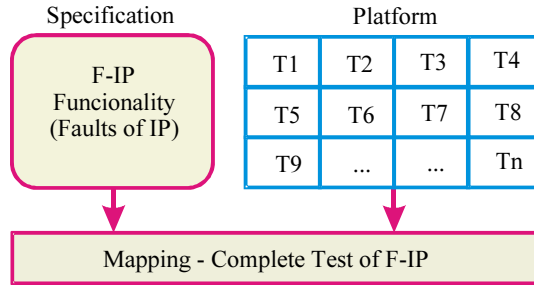 Specification
Platform
F-IP
Funcionality
(Faults of IP)
T1 T2 T3 T4
T5 T6 T7 T8
T9 ... ... Tn
Mapping - Complete Test of F-IP